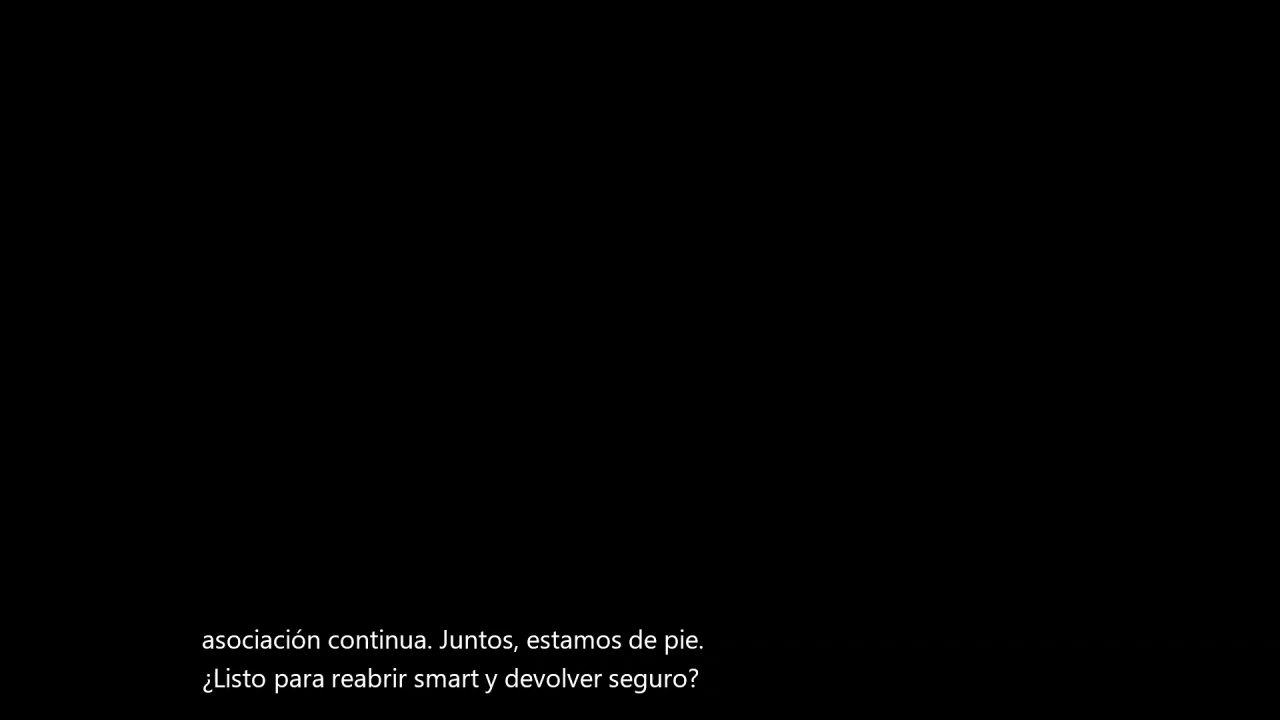 asociación continua. Juntos, estamos de pie.
¿Listo para reabrir smart y devolver seguro?